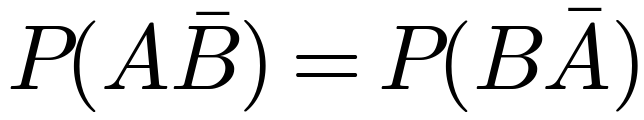 P(AB̄) = P(BĀ)